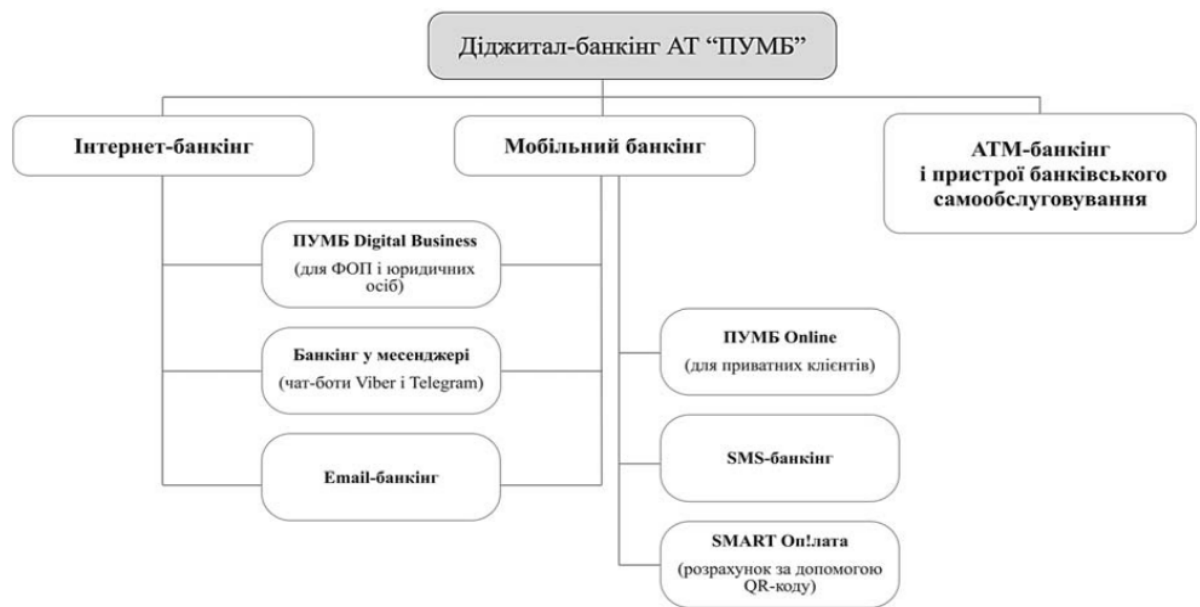 Діджитал-банкінг АТ “ПУМБ”
Інтернет-банкінг
Мобільний банкінг
АТМ-банкінг
і пристрої банківського
самообслуговування
ПУМБ Digital Business
(для ФОП і юридичних
осіб)
Банкінг у месенджері
(чат-боти Viber і Telegram)
Email-банкінг
ПУМБ Online
(для приватних клієнтів)
SMS-банкінг
SMART Оп!лата
(розрахунок за допомогою
QR-коду)